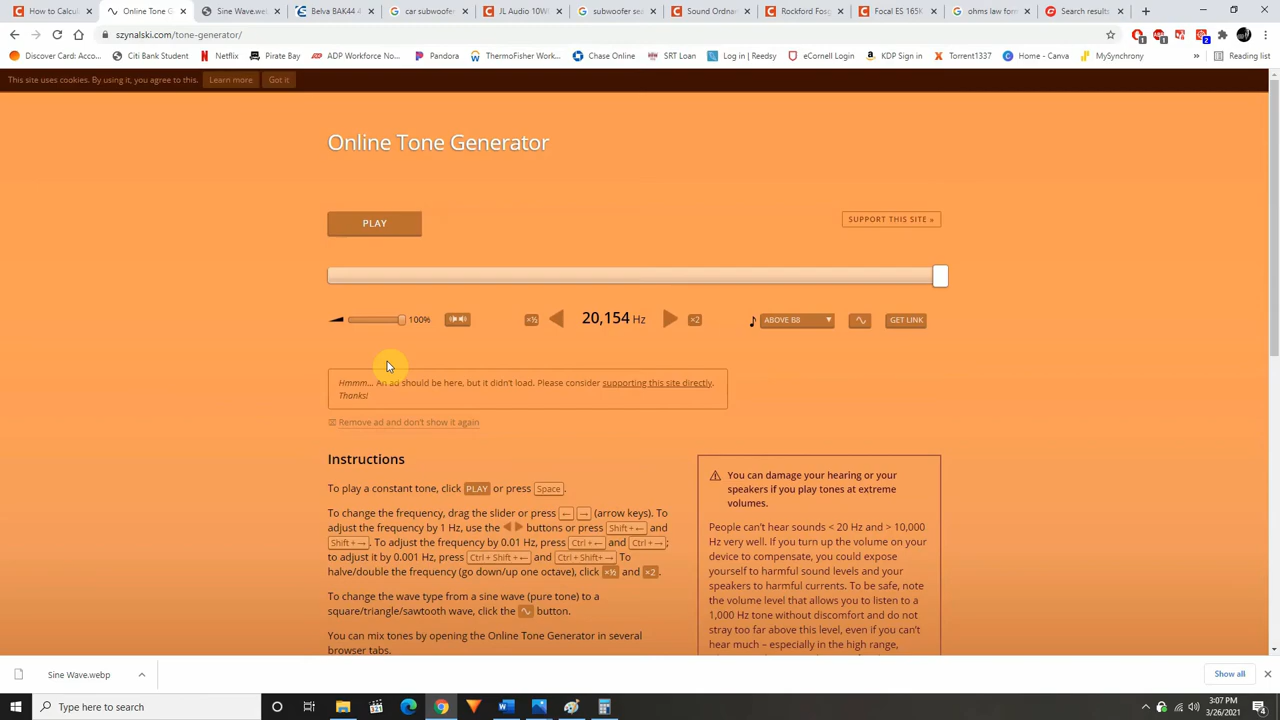 How to Calcul
Online Tone G
Sine Wave.web
Belva BAK44 4
car subwoofer
JL Audio 10W
subwoofer sea
Sound Ordnan
Rockford Fosg
Focal ES 165K
ohms law form
Search results
szynalski.com/tone-generator/
Discover Card: Acco...
Citi Bank Student
Netflix
Pirate Bay
ADP Workforce No...
Pandora
ThermoFisher Work...
Chase Online
SRT Loan
Log in | Reedsy
eCornell Login
KDP Sign in
Torrent1337
Home - Canva
MySynchrony
»
Reading list
This site uses cookies. By using it, you agree to this. Learn more Got it
Online Tone Generator
PLAY
SUPPORT THIS SITE »
100%
×½
20,154 Hz
×2
ABOVE B8
GET LINK
Hmmm... An ad should be here, but it didn't load. Please consider supporting this site directly.
Thanks!
Remove ad and don't show it again
Instructions
To play a constant tone, click PLAY or press Space.
To change the frequency, drag the slider or press ← → (arrow keys). To
adjust the frequency by 1 Hz, use the ◀ ▶ buttons or press Shift + ← and
Shift + →. To adjust the frequency by 0.01 Hz, press Ctrl + ← and Ctrl + →;
to adjust it by 0.001 Hz, press Ctrl + Shift + ← and Ctrl + Shift+ → To
halve/double the frequency (go down/up one octave), click ×½ and ×2.
To change the wave type from a sine wave (pure tone) to a
square/triangle/sawtooth wave, click the ∿ button.
You can mix tones by opening the Online Tone Generator in several
browser tabs.
You can damage your hearing or your
speakers if you play tones at extreme
volumes.
People can't hear sounds < 20 Hz and > 10,000
Hz very well. If you turn up the volume on your
device to compensate, you could expose
yourself to harmful sound levels and your
speakers to harmful currents. To be safe, note
the volume level that allows you to listen to a
1,000 Hz tone without discomfort and do not
stray too far above this level, even if you can't
hear much – especially in the high range,
Sine Wave.webp
Show all
Type here to search
3:07 PM
3/26/2021